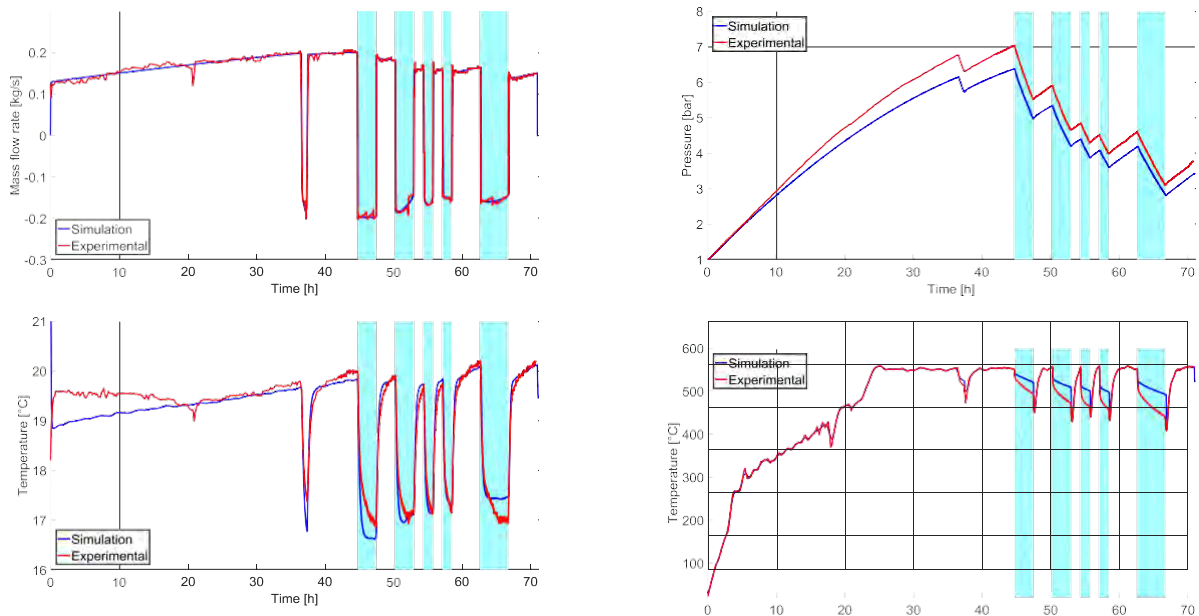 Mass flow rate [kg/s]
0.2
0.1
0
-0.1
-0.2
-0.3
Simulation
Experimental
0 10 20 30 40 50 60 70
Time [h]
Pressure [bar]
8
7
6
5
4
3
2
1
Simulation
Experimental
0 10 20 30 40 50 60 70
Time [h]
Temperature [°C]
21
20
19
18
17
16
Simulation
Experimental
0 10 20 30 40 50 60 70
Time [h]
Temperature [°C]
600
500
400
300
200
100
Simulation
Experimental
0 10 20 30 40 50 60 70